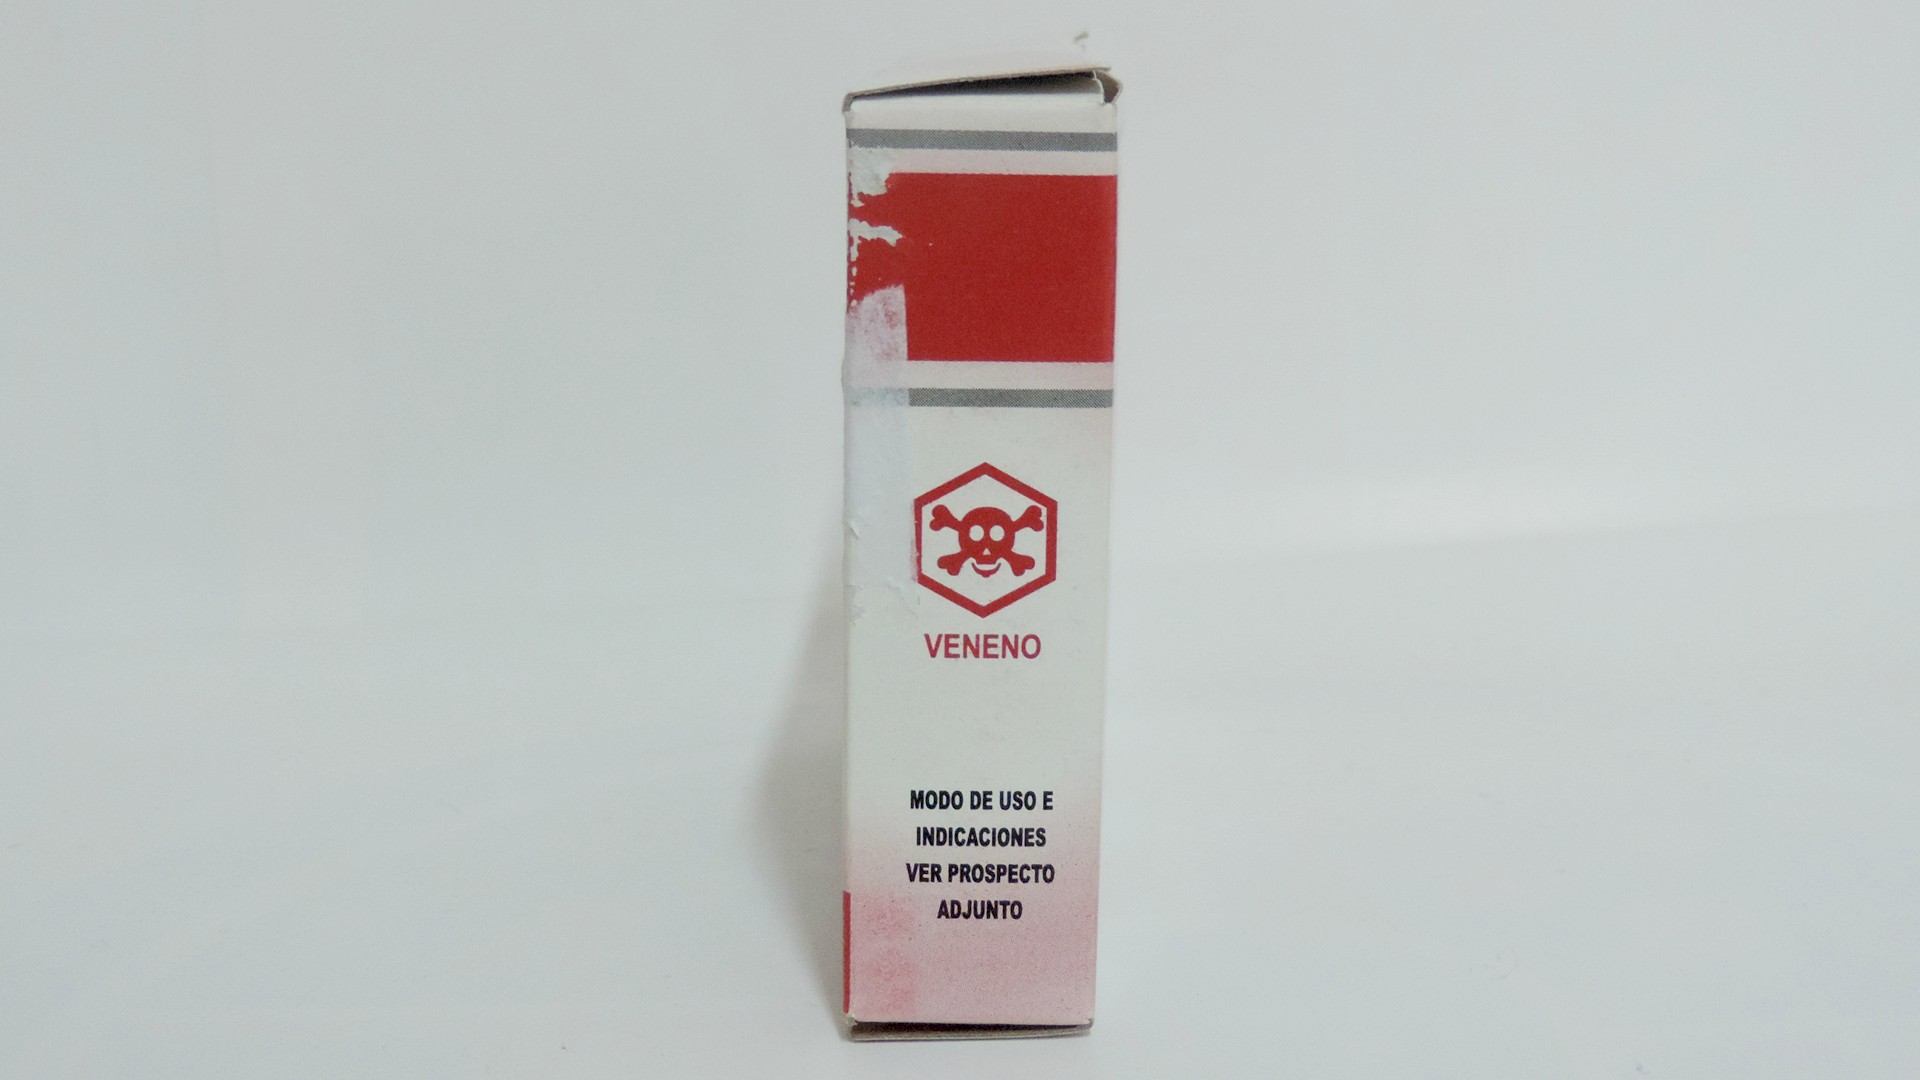 VENENO
MODO DE USO E
INDICACIONES
VER PROSPECTO
ADJUNTO